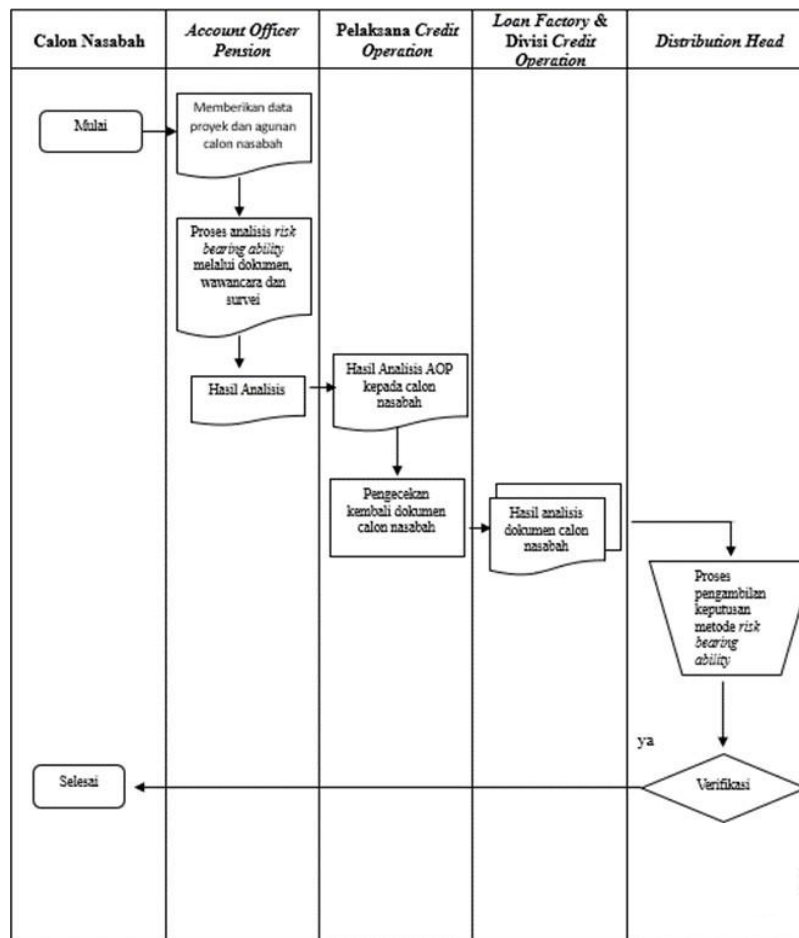 Calon Nasabah
Account Officer
Pension
Pelaksana Credit
Operation
Loan Factory &
Divisi Credit
Operation
Distribution Head
Mulai
Memberikan data
proyek dan agunan
calon nasabah
Proses analisis risk
bearing ability
melalui dokumen,
wawancara dan
survei
Hasil Analisis
Hasil Analisis AOP
kepada calon
nasabah
Pengecekan
kembali dokumen
calon nasabah
Hasil analisis
dokumen calon
nasabah
Proses
pengambilan
keputusan
metode risk
bearing
ability
ya
Verifikasi
Selesai